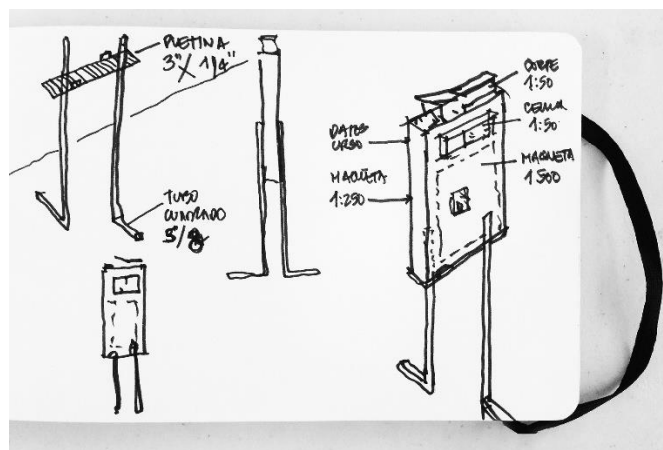 PLETINA
3" X 1/4"
TUBO
CUADRADO
5"/8
CORTE
1:50
CELULA
1:50
DATOS
CURSO
MAQUETA
1:250
MAQUETA
1:500